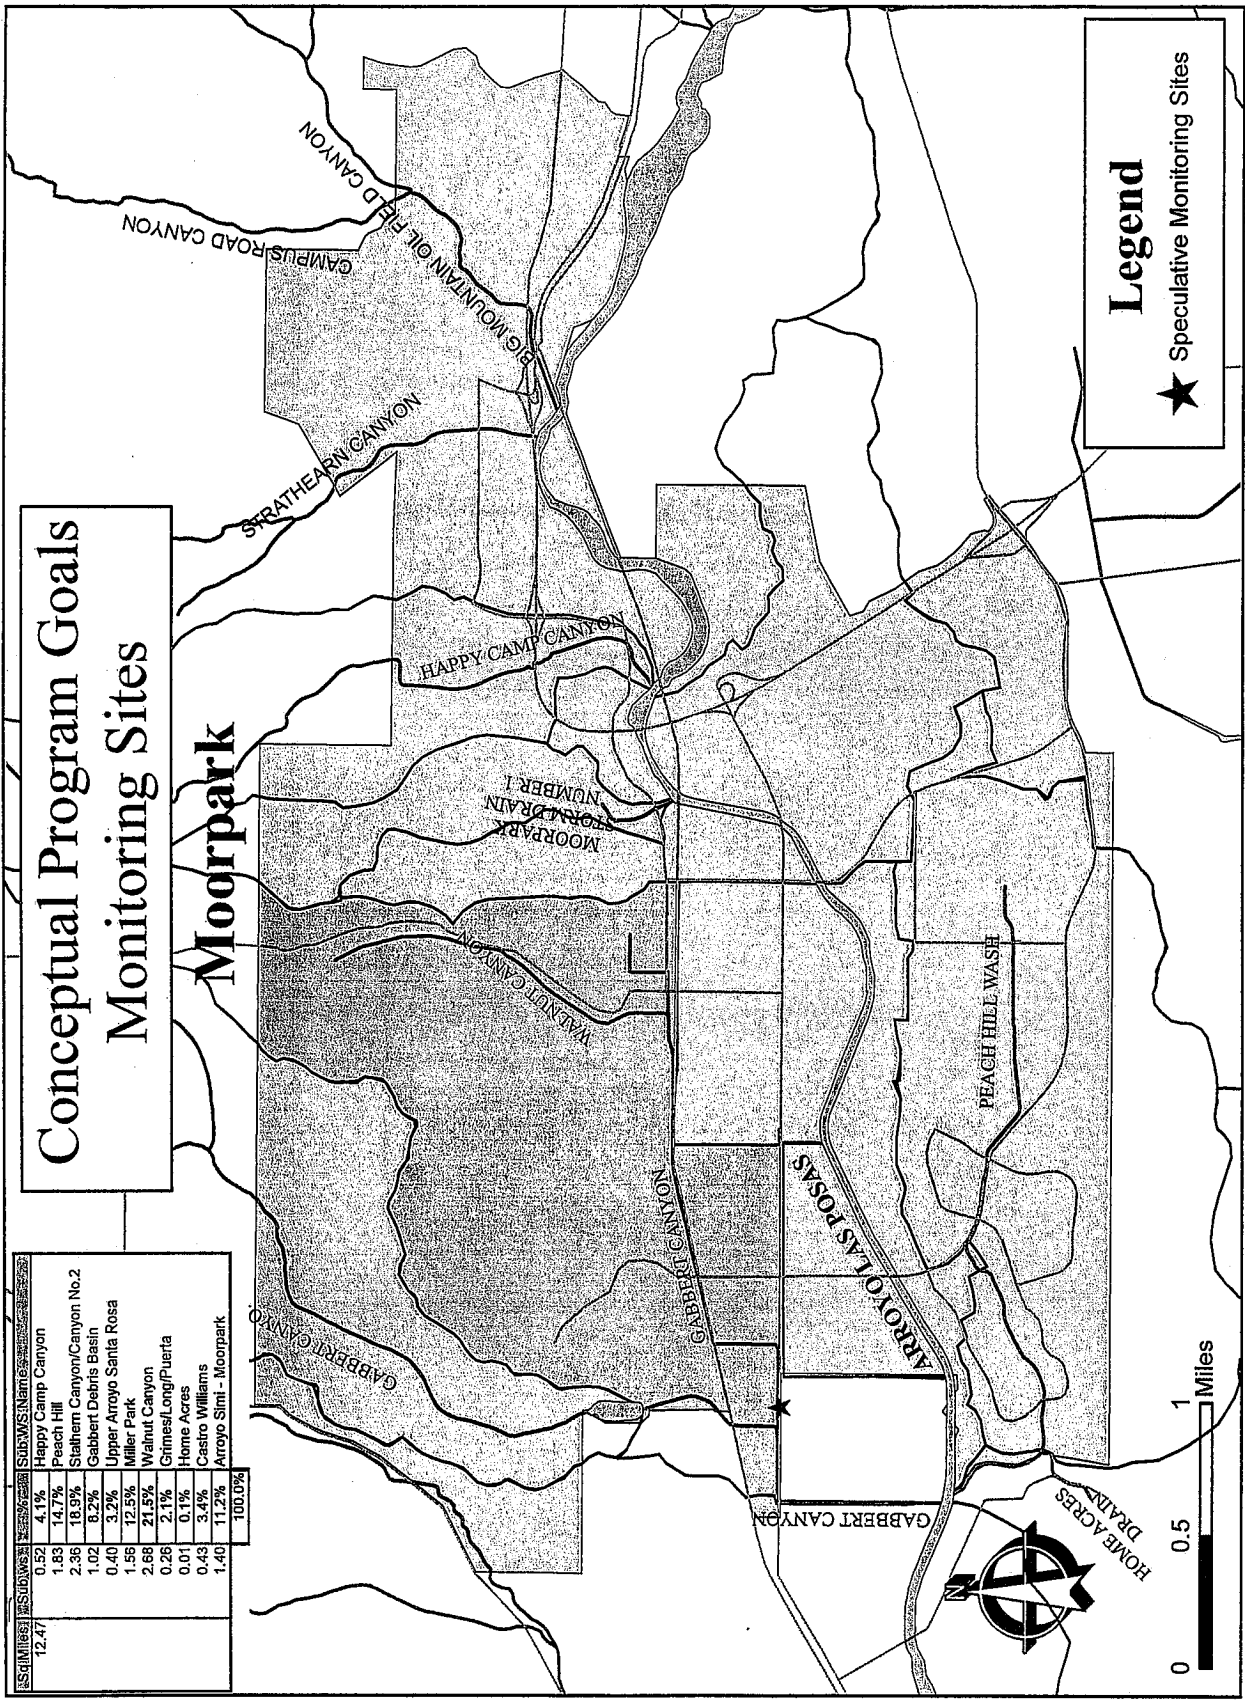 Conceptual Program Goals
Monitoring Sites
Moorpark
SqMiles Subws % Sub WS Name
12.47 0.52 4.1% Happy Camp Canyon
1.83 14.7% Peach Hill
2.36 18.9% Stathern Canyon/Canyon No.2
1.02 8.2% Gabbert Debris Basin
0.40 3.2% Upper Arroyo Santa Rosa
1.56 12.5% Miller Park
2.68 21.5% Walnut Canyon
0.26 2.1% Grimes/Long/Puerta
0.01 0.1% Home Acres
0.43 3.4% Castro Williams
1.40 11.2% Arroyo Simi - Moorpark
100.0%
CAMPUS ROAD CANYON
BIG MOUNTAIN OIL FIELD CANYON
STRATHEARN CANYON
HAPPY CAMP CANYON
MOORPARK
STORM DRAIN
NUMBER 1
WALNUT CANYON
GABBERT CANYON
GABBERT CANYON
GABBERT CANYON
ARROYO LAS POSAS
PEACH HILL WASH
HOME ACRES
DRAIN
N
0 0.5 1
Miles
Legend
Speculative Monitoring Sites